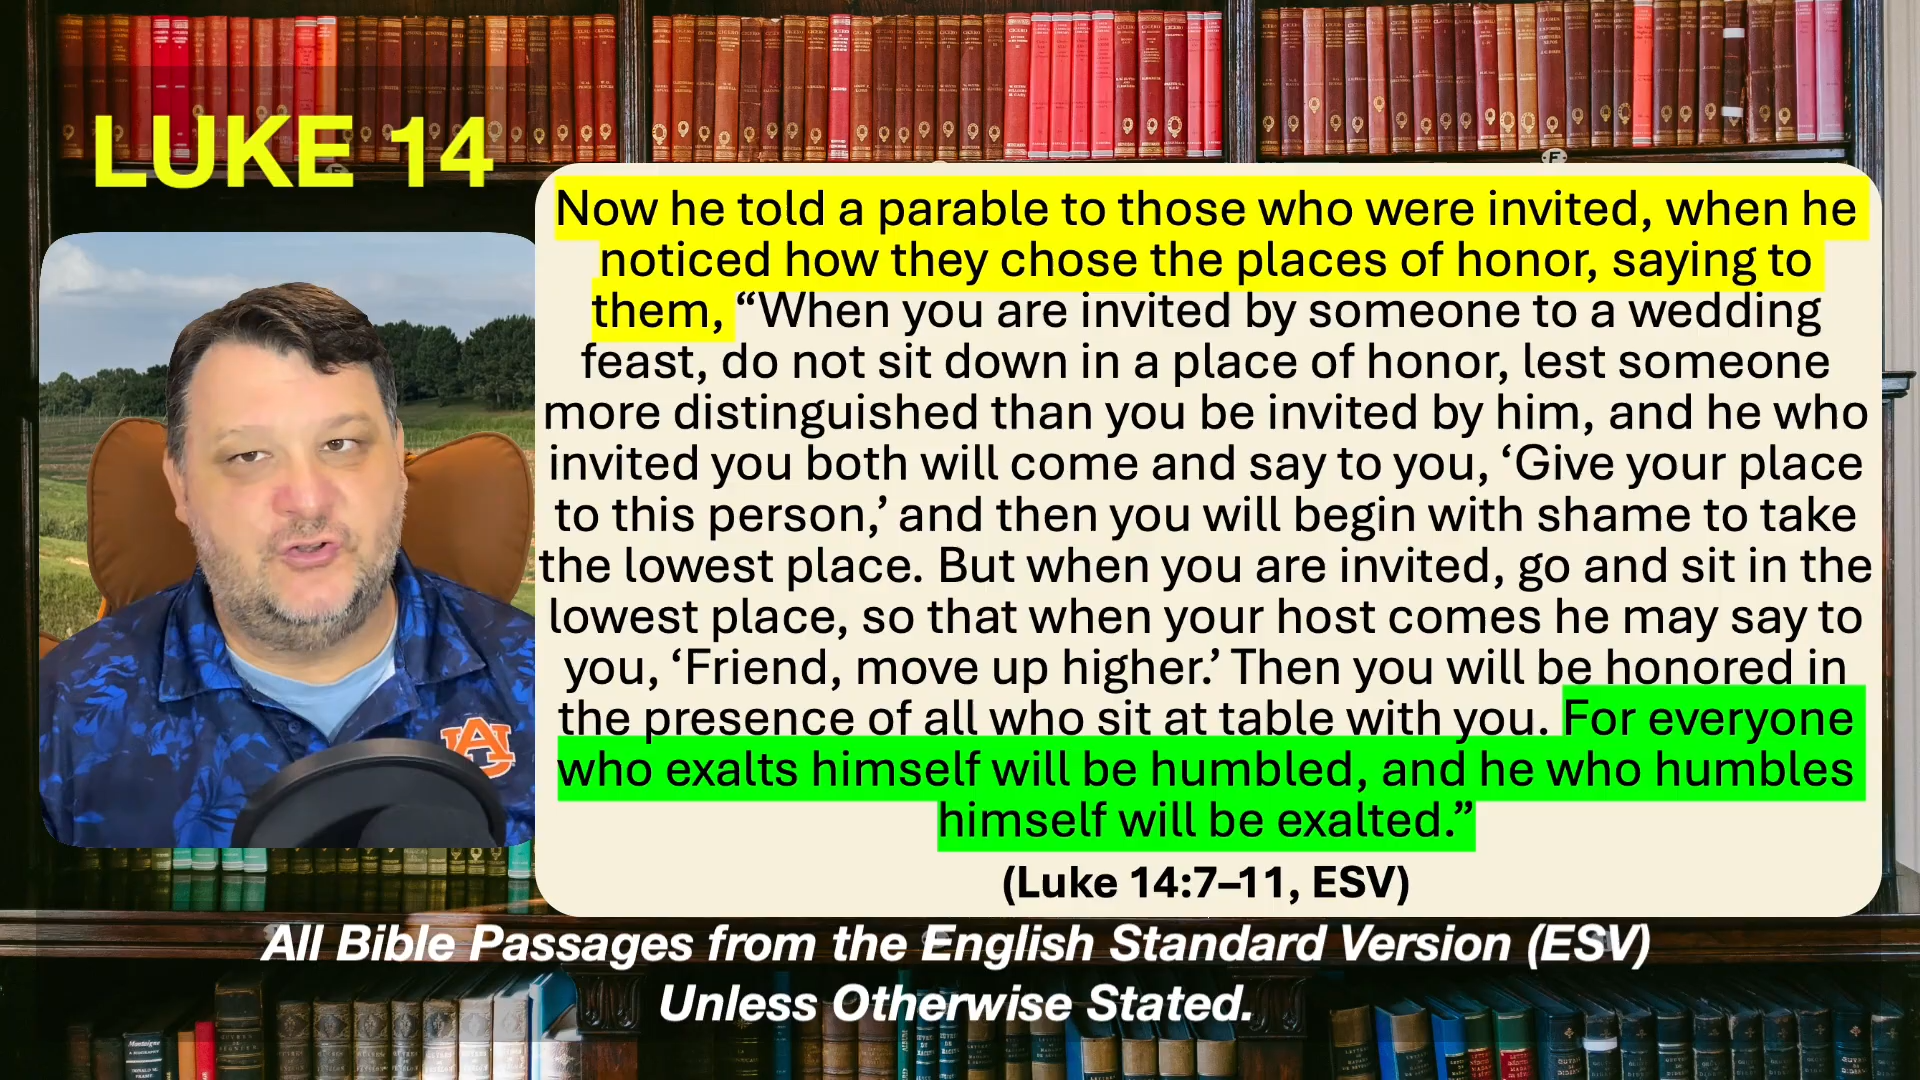 LUKE 14
Now he told a parable to those who were invited, when he
noticed how they chose the places of honor, saying to
them, “When you are invited by someone to a wedding
feast, do not sit down in a place of honor, lest someone
more distinguished than you be invited by him, and he who
invited you both will come and say to you, ‘Give your place
to this person,’ and then you will begin with shame to take
the lowest place. But when you are invited, go and sit in the
lowest place, so that when your host comes he may say to
you, ‘Friend, move up higher.’ Then you will be honored in
the presence of all who sit at table with you. For everyone
who exalts himself will be humbled, and he who humbles
himself will be exalted.”
(Luke 14:7–11, ESV)
All Bible Passages from the English Standard Version (ESV)
Unless Otherwise Stated.